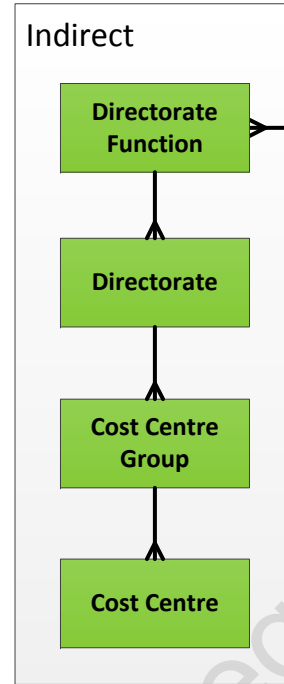 Indirect
Directorate
Function
Directorate
Cost Centre
Group
Cost Centre